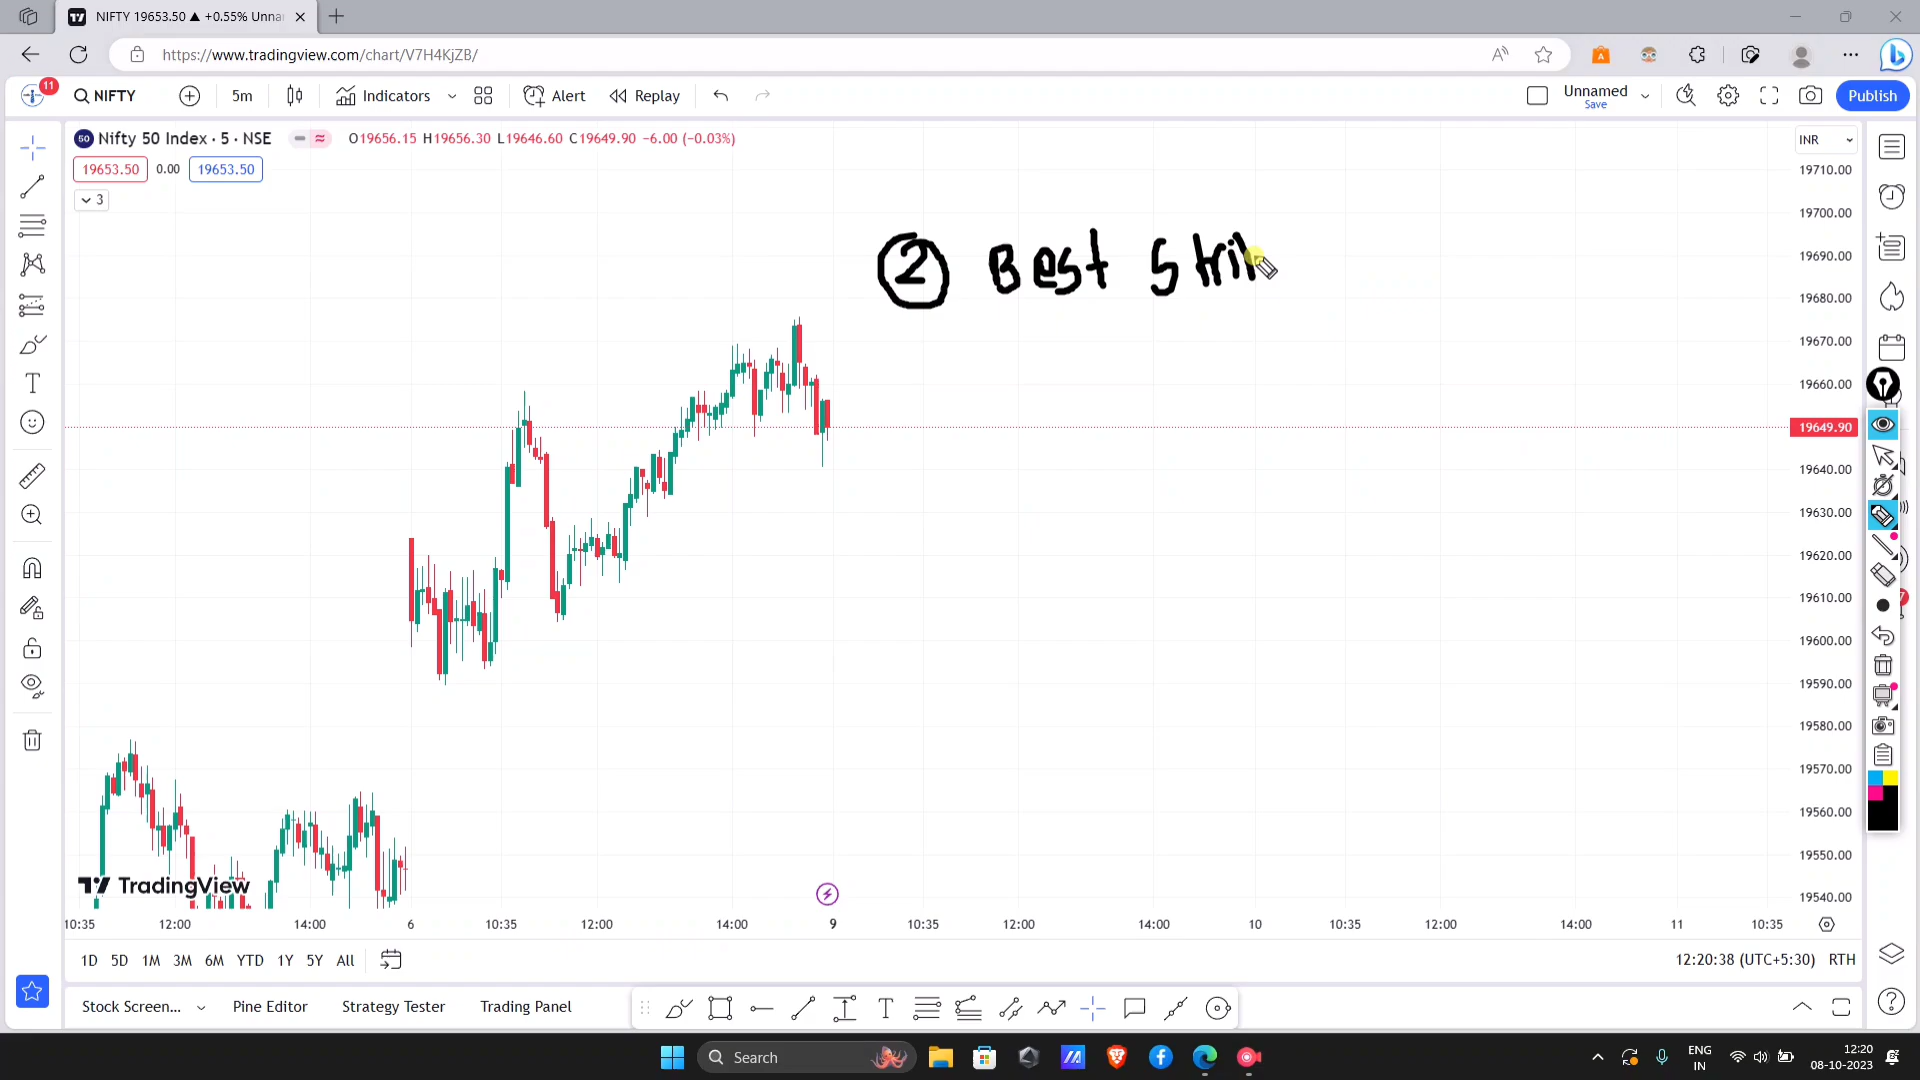 NIFTY 19653.50 ▲ +0.55% Unna
https://www.tradingview.com/chart/V7H4KjZB/
11
NIFTY 5m Indicators Alert Replay Unnamed Save Publish
50 Nifty 50 Index · 5 · NSE O19656.15 H19656.30 L19646.60 C19649.90 −6.00 (−0.03%) INR
19653.50 0.00 19653.50
3
② Best Stri
19710.00
19700.00
19690.00
19680.00
19670.00
19660.00
19649.90
19640.00
19630.00
19620.00
19610.00
19600.00
19590.00
19580.00
19570.00
19560.00
19550.00
19540.00
TradingView
10:35 12:00 14:00 6 10:35 12:00 14:00 9 10:35 12:00 14:00 10 10:35 12:00 14:00 11 10:35
1D 5D 1M 3M 6M YTD 1Y 5Y All 12:20:38 (UTC+5:30) RTH
Stock Screen... Pine Editor Strategy Tester Trading Panel
Search ENG IN 12:20 08-10-2023